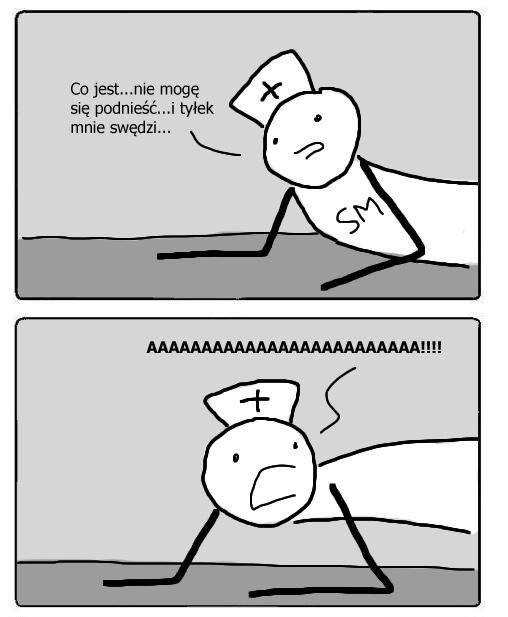 Co jest...nie mogę
się podnieść...i tyłek
mnie swędzi...
SM
AAAAAAAAAAAAAAAAAAAAAAAAA!!!!